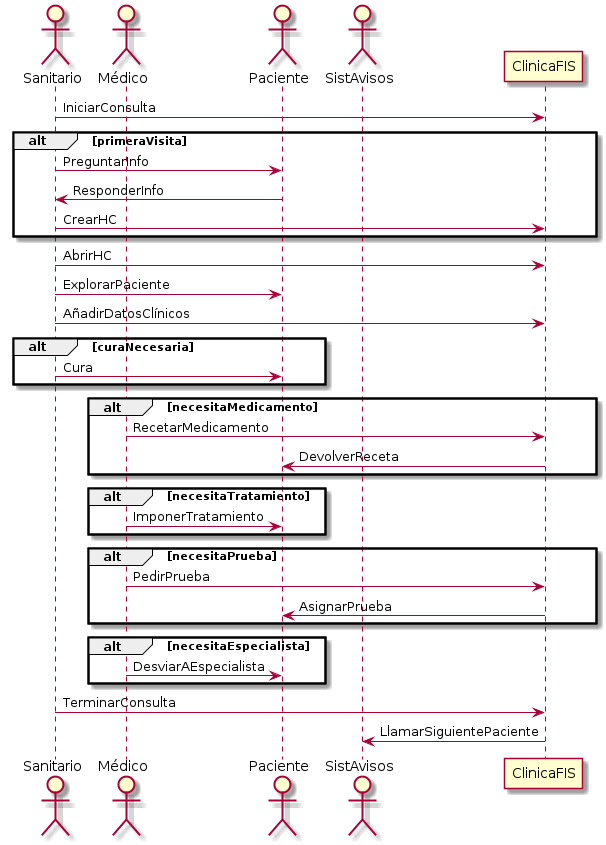 Sanitario Médico Paciente SistAvisos ClinicaFIS
IniciarConsulta
alt [primeraVisita]
PreguntarInfo
ResponderInfo
CrearHC
AbrirHC
ExplorarPaciente
AñadirDatosClínicos
alt [curaNecesaria]
Cura
alt [necesitaMedicamento]
RecetarMedicamento
DevolverReceta
alt [necesitaTratamiento]
ImponerTratamiento
alt [necesitaPrueba]
PedirPrueba
AsignarPrueba
alt [necesitaEspecialista]
DesviarAEspecialista
TerminarConsulta
LlamarSiguientePaciente
Sanitario Médico Paciente SistAvisos ClinicaFIS